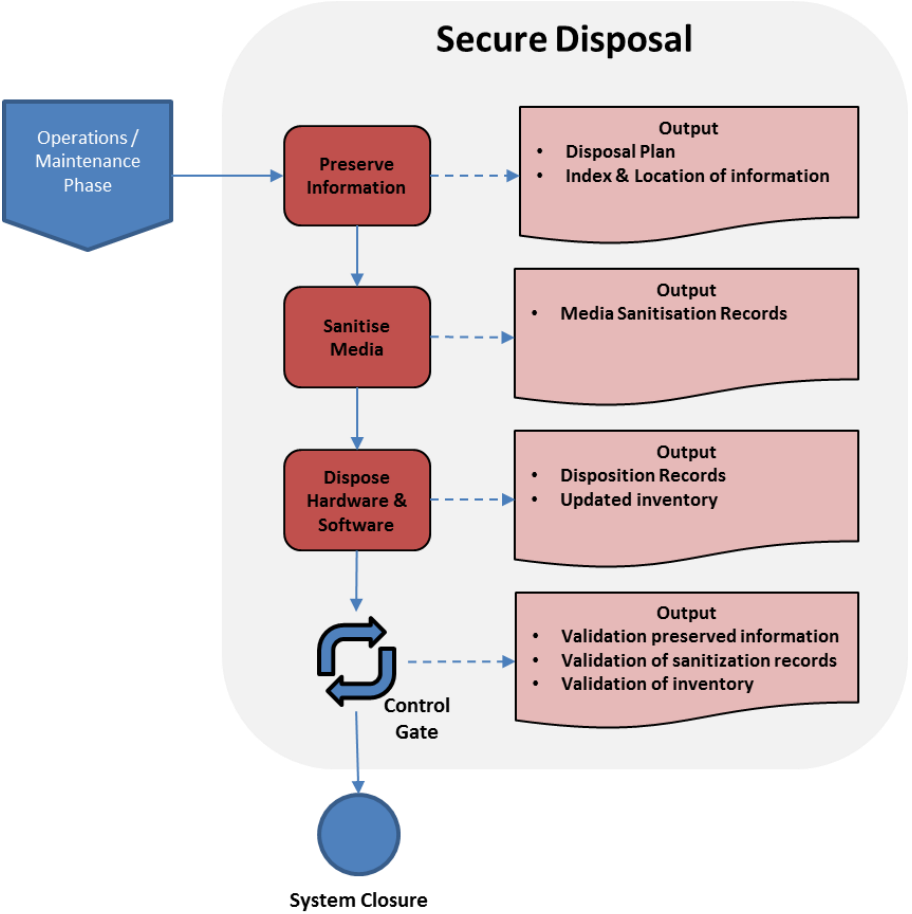 Secure Disposal
Operations /
Maintenance
Phase
Preserve
Information
Output
• Disposal Plan
• Index & Location of information
Sanitise
Media
Output
• Media Sanitisation Records
Dispose
Hardware &
Software
Output
• Disposition Records
• Updated inventory
Control
Gate
Output
• Validation preserved information
• Validation of sanitization records
• Validation of inventory
System Closure